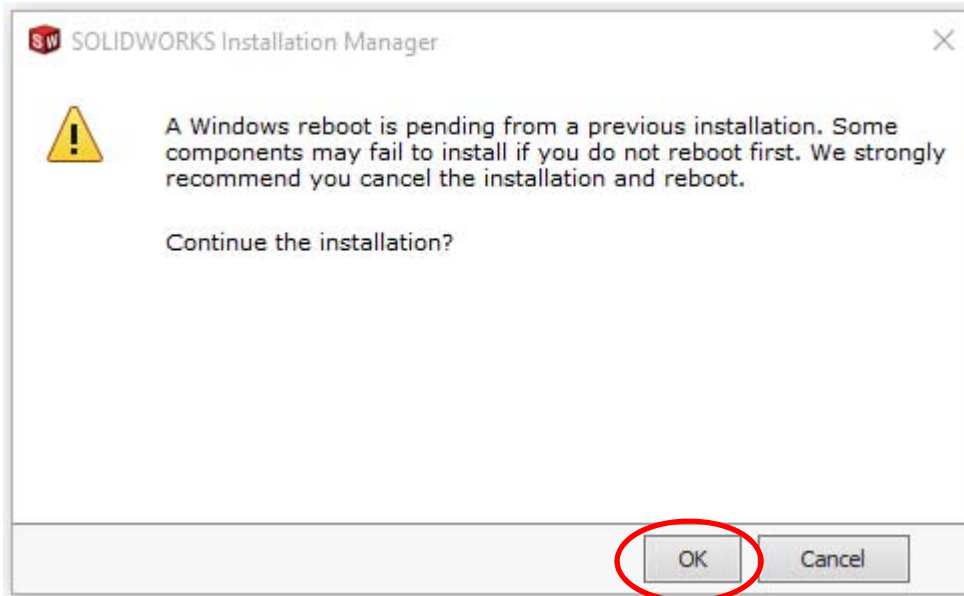 SW SOLIDWORKS Installation Manager
A Windows reboot is pending from a previous installation. Some
components may fail to install if you do not reboot first. We strongly
recommend you cancel the installation and reboot.
Continue the installation?
OK Cancel